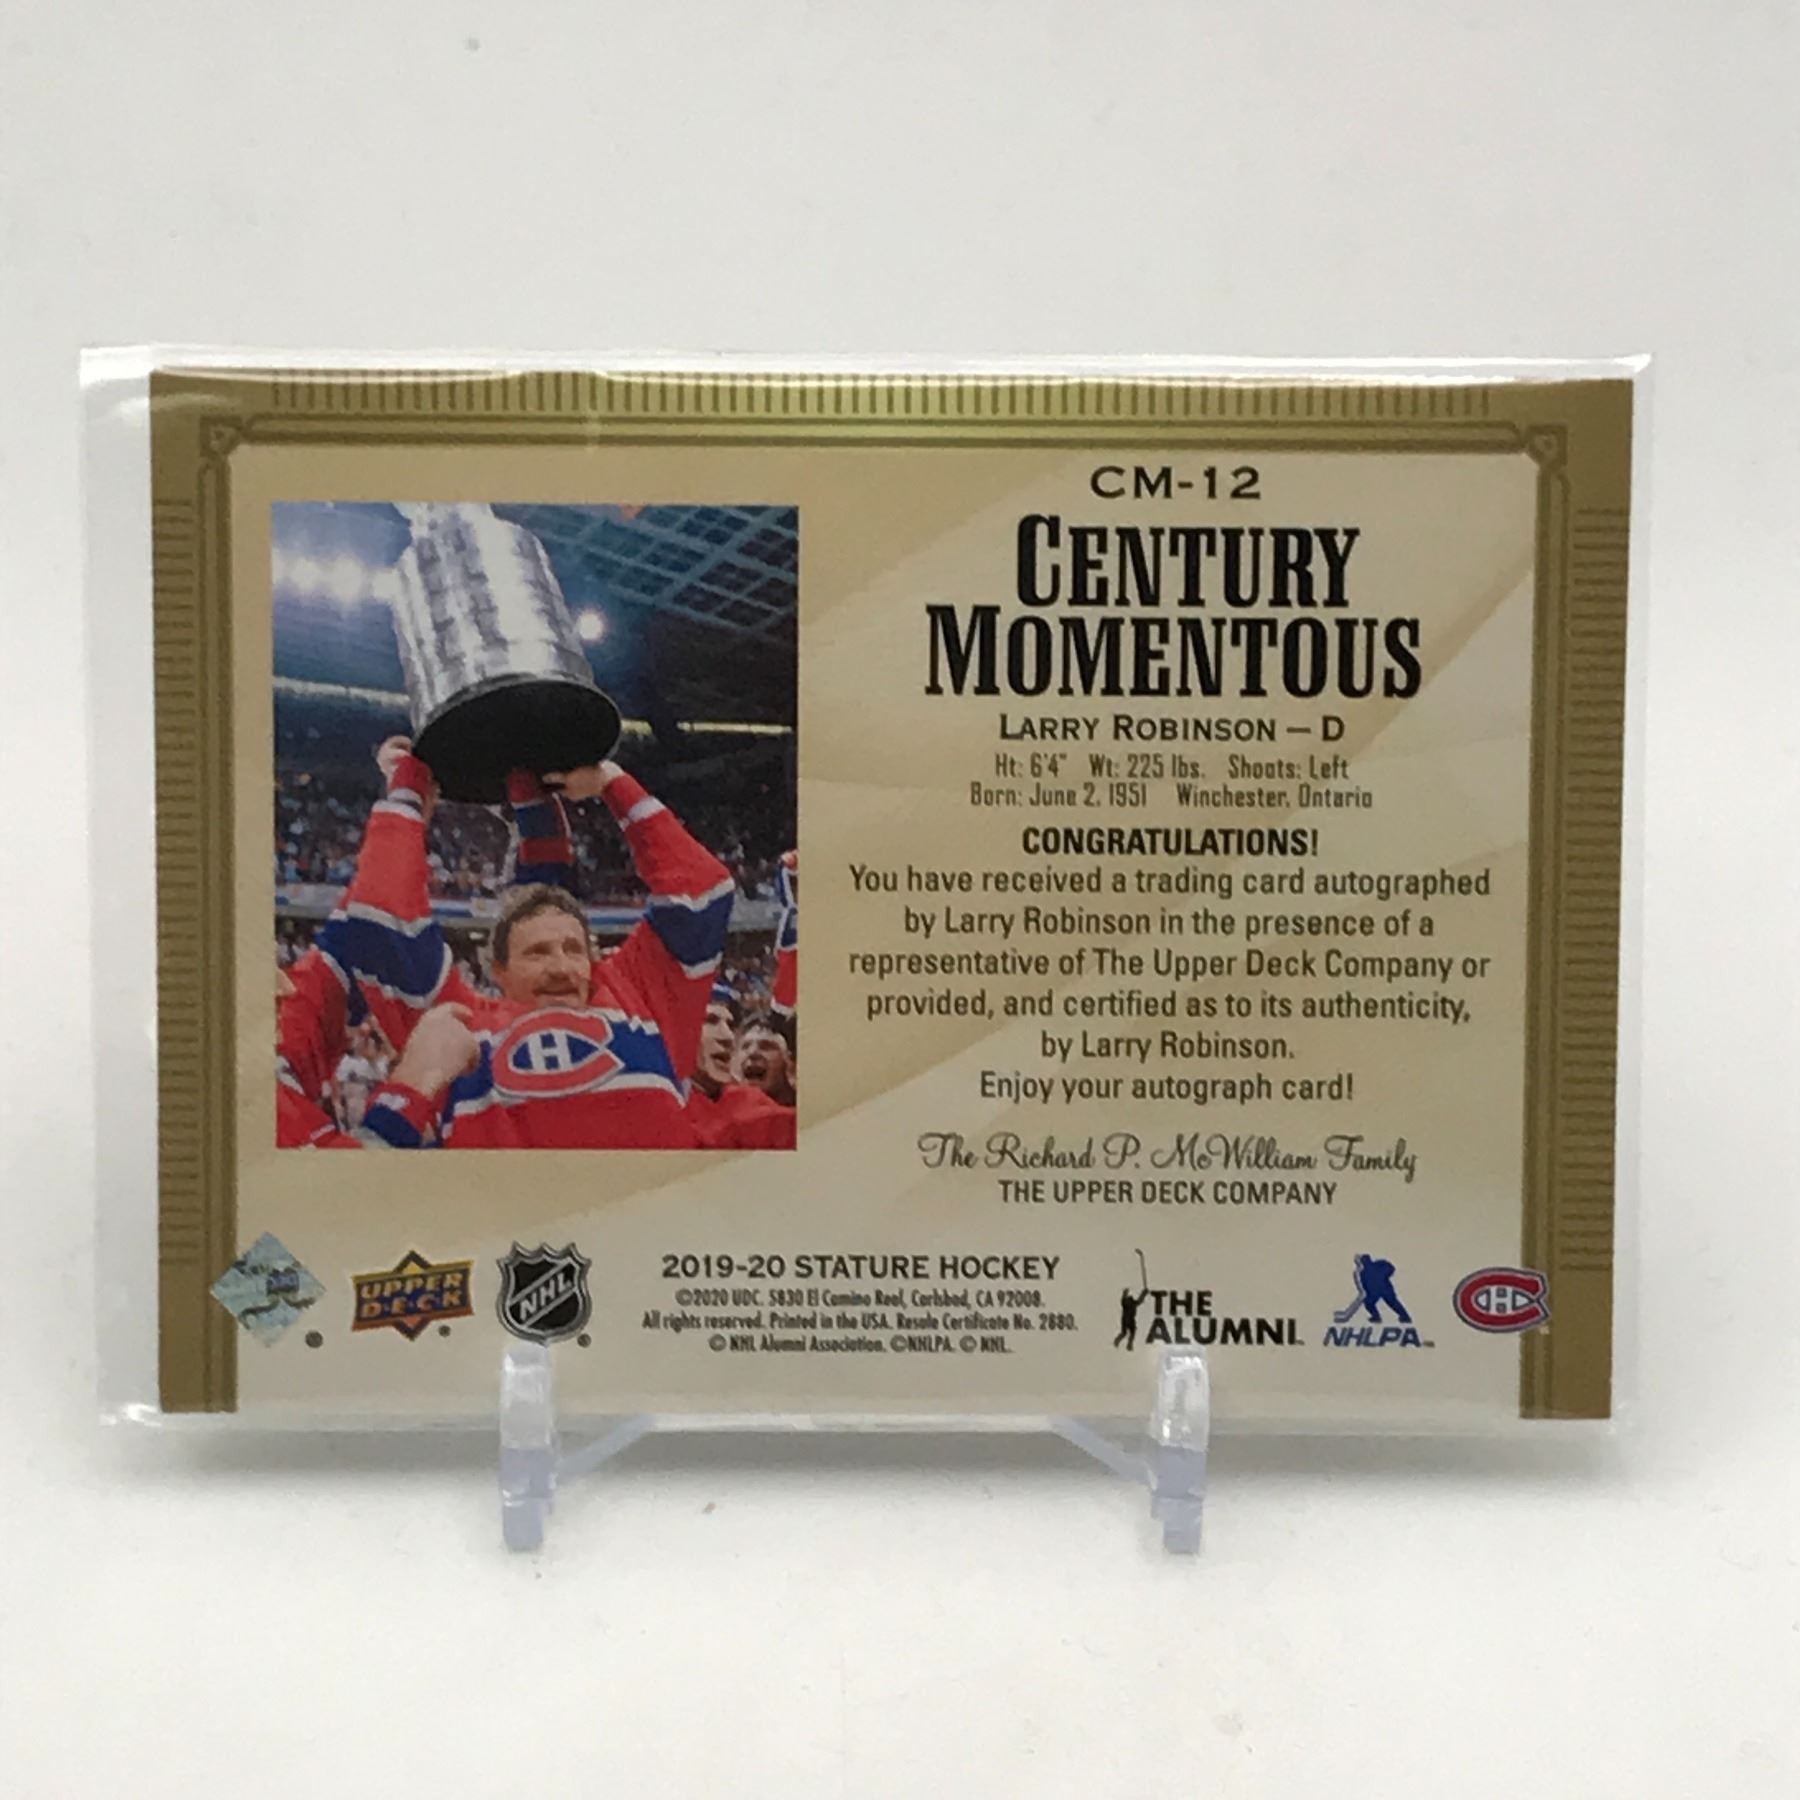 CM-12
CENTURY
MOMENTOUS
LARRY ROBINSON – D
Ht: 6'4" Wt: 225 lbs. Shoots: Left
Born: June 2, 1951 Winchester, Ontario
CONGRATULATIONS!
You have received a trading card autographed
by Larry Robinson in the presence of a
representative of The Upper Deck Company or
provided, and certified as to its authenticity,
by Larry Robinson.
Enjoy your autograph card!
The Richard P. McWilliam Family
THE UPPER DECK COMPANY
UPPER
D·E·C·K
NHL
2019-20 STATURE HOCKEY
©2020 UDC. 5830 El Camino Real, Carlsbad, CA 92008.
All rights reserved. Printed in the USA. Resale Certificate No. 2880.
© NHL Alumni Association. ©NHLPA. © NHL.
THE
ALUMNI
NHLPA
CH